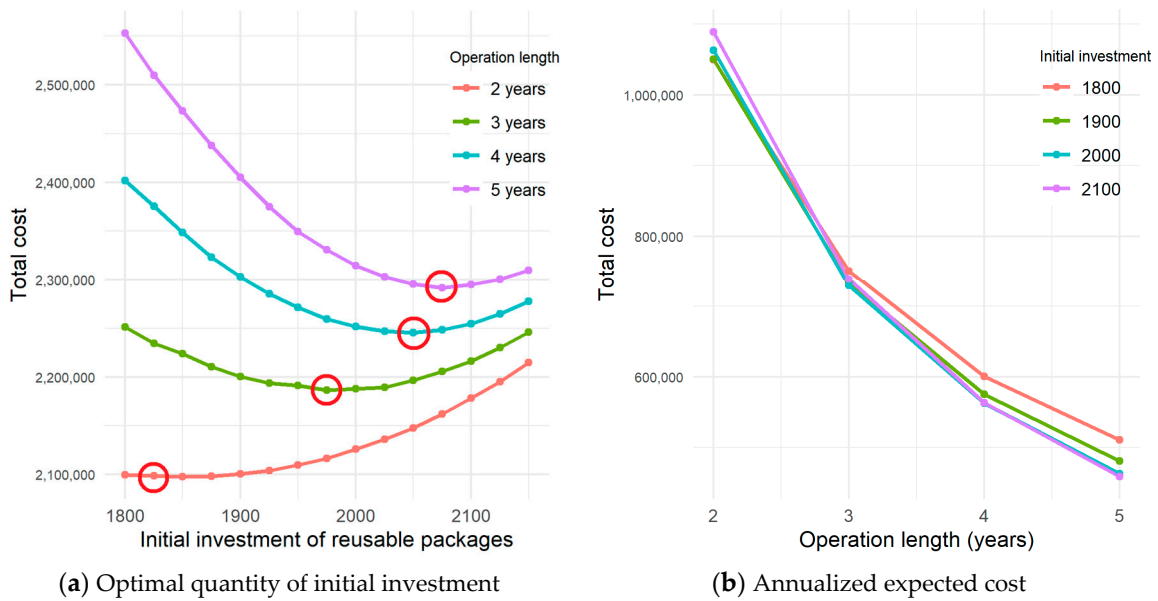 Total cost
2,500,000
2,400,000
2,300,000
2,200,000
2,100,000
Operation length
2 years
3 years
4 years
5 years
1800
1900
2000
2100
Initial investment of reusable packages
(a) Optimal quantity of initial investment
Total cost
1,000,000
800,000
600,000
Initial investment
1800
1900
2000
2100
2
3
4
5
Operation length (years)
(b) Annualized expected cost